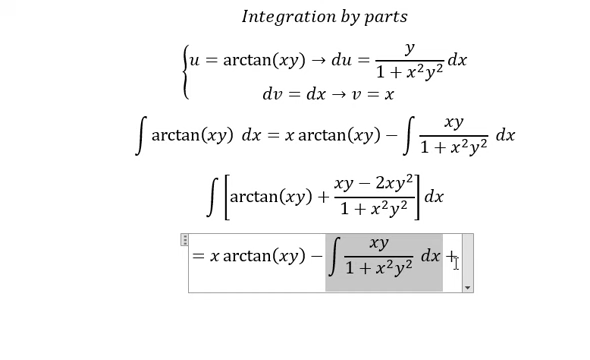 Integration by parts
{u = arctan(xy) → du = y/(1 + x²y²) dx
dv = dx → v = x
∫ arctan(xy) dx = x arctan(xy) − ∫ xy/(1 + x²y²) dx
∫ [arctan(xy) + (xy − 2xy²)/(1 + x²y²)] dx
= x arctan(xy) − ∫ xy/(1 + x²y²) dx +